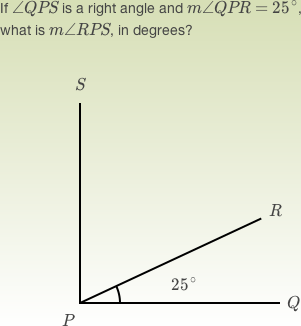 If ∠QPS is a right angle and m∠QPR = 25°,
what is m∠RPS, in degrees?
S
R
25°
Q
P